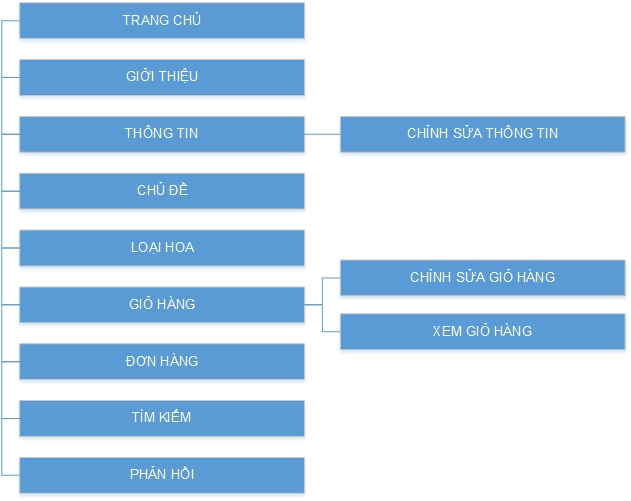 TRANG CHỦ
GIỚI THIỆU
THÔNG TIN
CHỈNH SỬA THÔNG TIN
CHỦ ĐỀ
LOẠI HOA
GIỎ HÀNG
CHỈNH SỬA GIỎ HÀNG
XEM GIỎ HÀNG
ĐƠN HÀNG
TÌM KIẾM
PHẢN HỒI